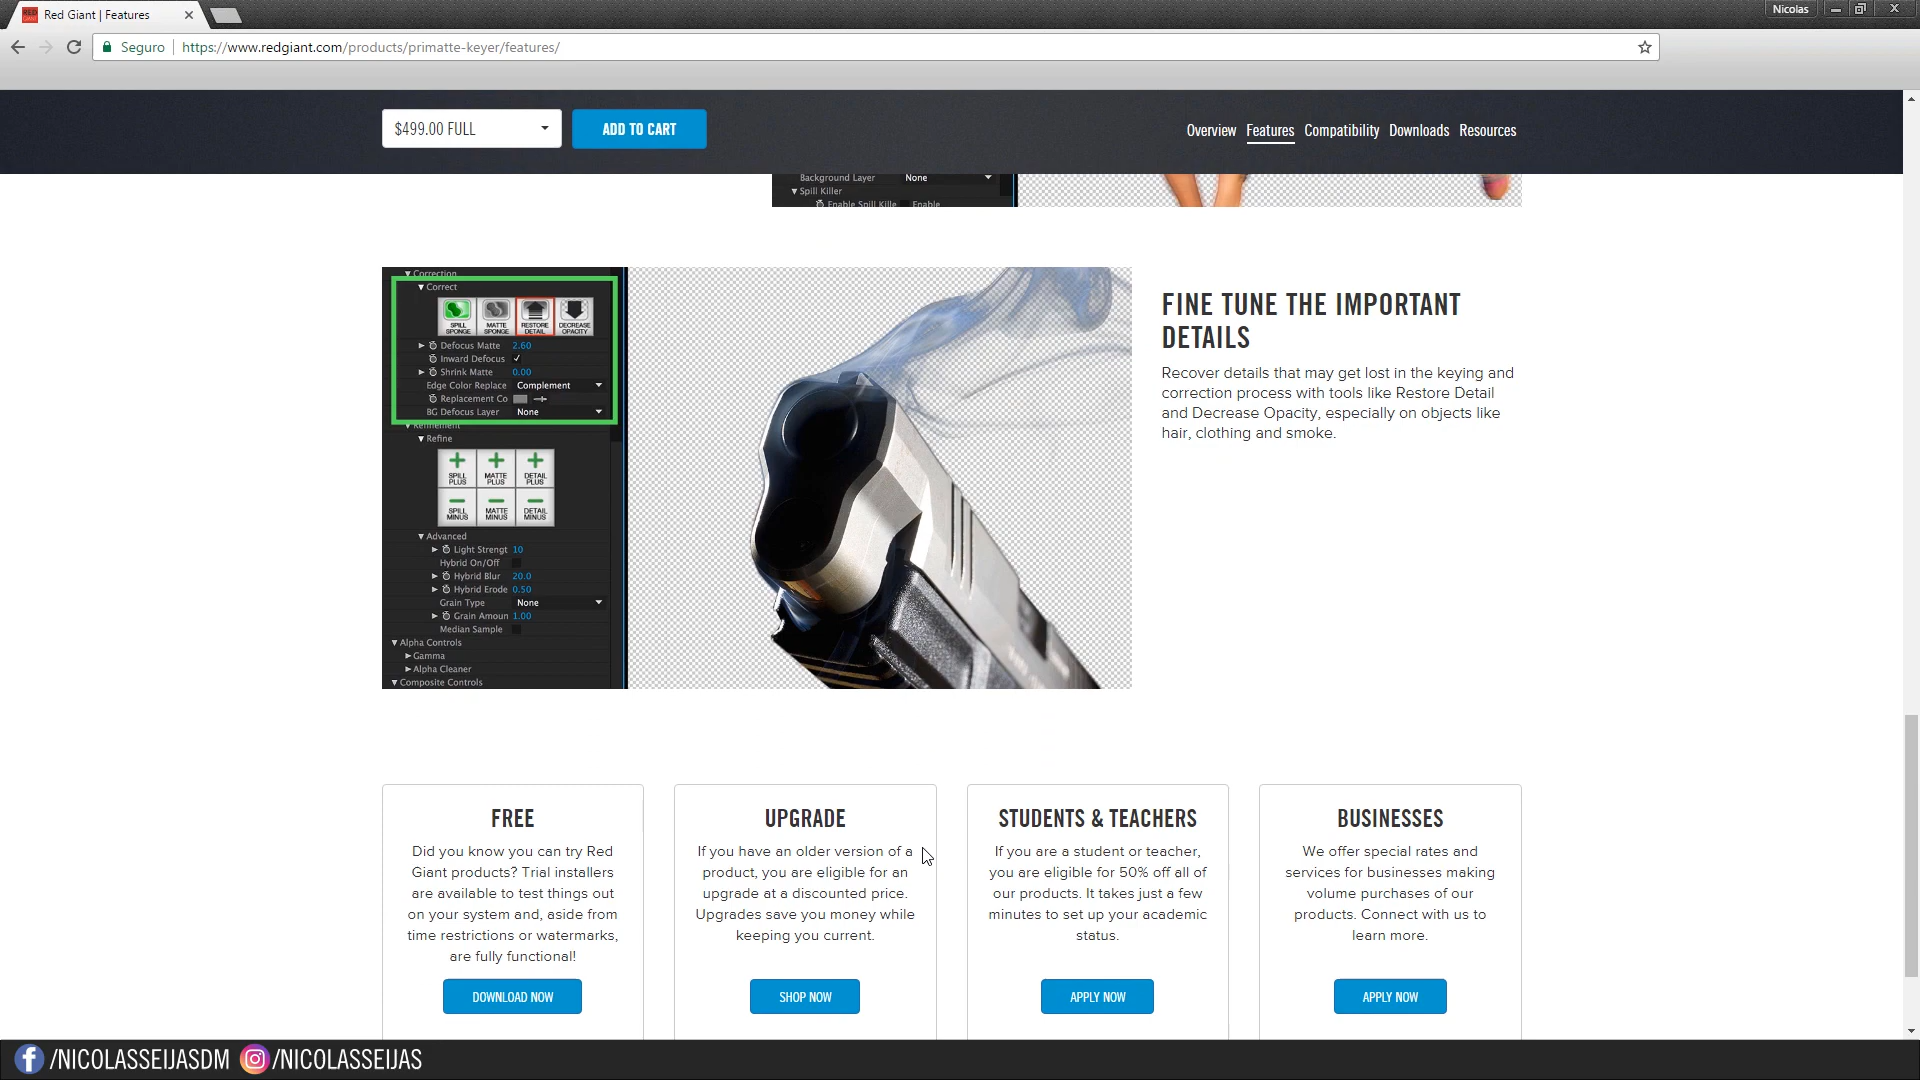 Red Giant | Features
Nicolas
Seguro
https://www.redgiant.com/products/primatte-keyer/features/
$499.00 FULL
ADD TO CART
Overview
Features
Compatibility
Downloads
Resources
Background Layer None
Spill Killer
Enable Spill Kille Enable
Correction
Correct
SPILL SPONGE
MATTE SPONGE
RESTORE DETAIL
DECREASE OPACITY
Defocus Matte 2.60
Inward Defocus
Shrink Matte 0.00
Edge Color Replace Complement
Replacement Co
BG Defocus Layer None
Refinement
Refine
SPILL PLUS
MATTE PLUS
DETAIL PLUS
SPILL MINUS
MATTE MINUS
DETAIL MINUS
Advanced
Light Strengt 10
Hybrid On/Off
Hybrid Blur 20.0
Hybrid Erode 0.50
Grain Type None
Grain Amoun 1.00
Median Sample
Alpha Controls
Gamma
Alpha Cleaner
Composite Controls
FINE TUNE THE IMPORTANT
DETAILS
Recover details that may get lost in the keying and
correction process with tools like Restore Detail
and Decrease Opacity, especially on objects like
hair, clothing and smoke.
FREE
Did you know you can try Red
Giant products? Trial installers
are available to test things out
on your system and, aside from
time restrictions or watermarks,
are fully functional!
DOWNLOAD NOW
UPGRADE
If you have an older version of a
product, you are eligible for an
upgrade at a discounted price.
Upgrades save you money while
keeping you current.
SHOP NOW
STUDENTS & TEACHERS
If you are a student or teacher,
you are eligible for 50% off all of
our products. It takes just a few
minutes to set up your academic
status.
APPLY NOW
BUSINESSES
We offer special rates and
services for businesses making
volume purchases of our
products. Connect with us to
learn more.
APPLY NOW
/NICOLASSEIJASDM
/NICOLASSEIJAS